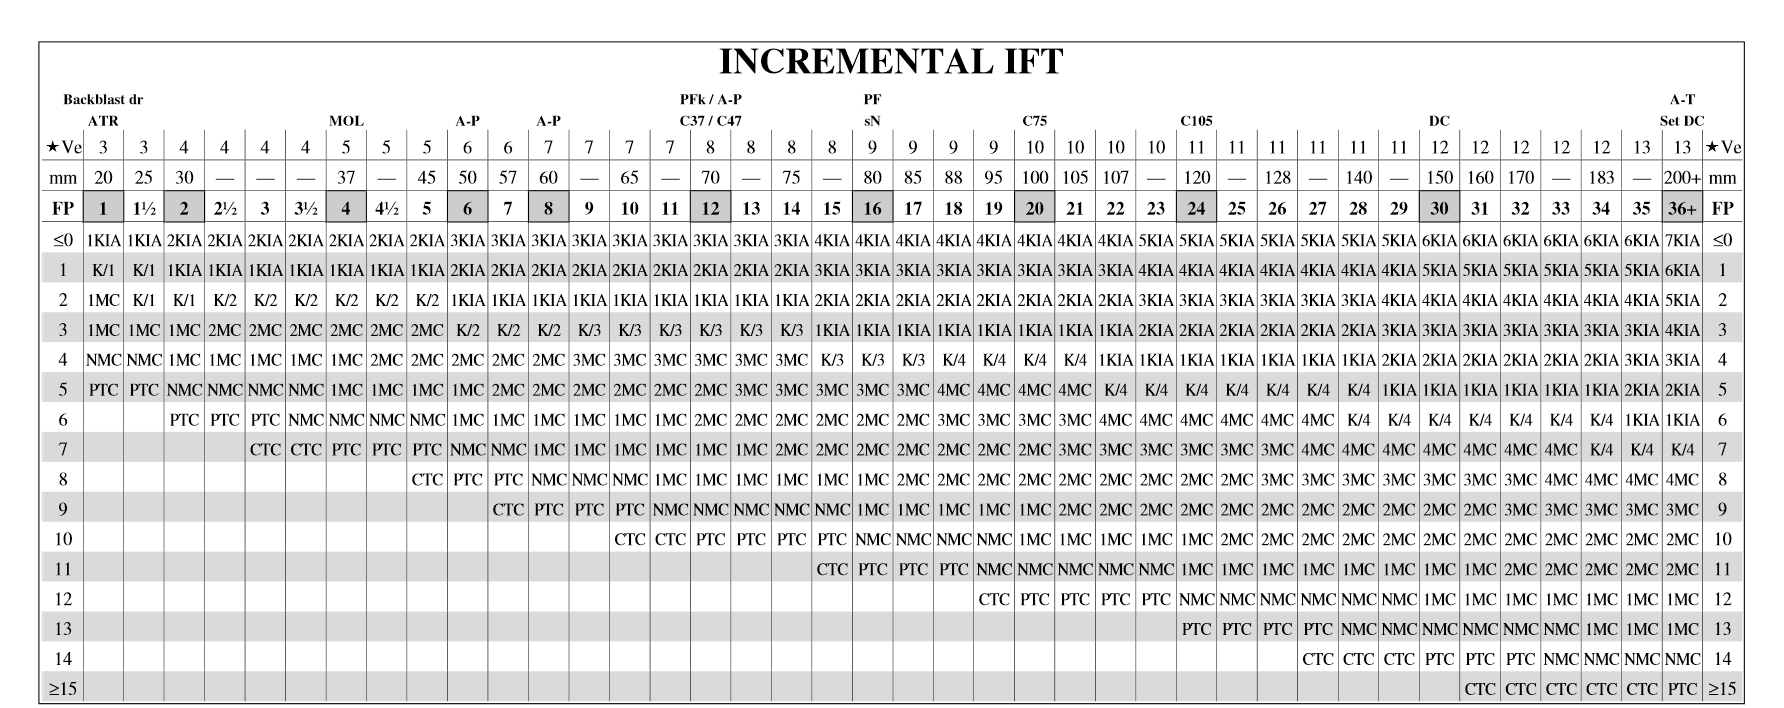 INCREMENTAL IFT
Backblast dr PFk / A-P PF A-T
ATR MOL A-P A-P C37 / C47 sN C75 C105 DC Set DC
★Ve 3 3 4 4 4 4 5 5 5 6 6 7 7 7 7 8 8 8 8 9 9 9 9 10 10 10 10 11 11 11 11 11 11 12 12 12 12 12 13 13 ★Ve
mm 20 25 30 — — — 37 — 45 50 57 60 — 65 — 70 — 75 — 80 85 88 95 100 105 107 — 120 — 128 — 140 — 150 160 170 — 183 — 200+ mm
FP 1 1½ 2 2½ 3 3½ 4 4½ 5 6 7 8 9 10 11 12 13 14 15 16 17 18 19 20 21 22 23 24 25 26 27 28 29 30 31 32 33 34 35 36+ FP
≤0 1KIA 1KIA 2KIA 2KIA 2KIA 2KIA 2KIA 2KIA 2KIA 3KIA 3KIA 3KIA 3KIA 3KIA 3KIA 3KIA 3KIA 3KIA 4KIA 4KIA 4KIA 4KIA 4KIA 4KIA 4KIA 4KIA 5KIA 5KIA 5KIA 5KIA 5KIA 5KIA 5KIA 6KIA 6KIA 6KIA 6KIA 6KIA 6KIA 7KIA ≤0
1 K/1 K/1 1KIA 1KIA 1KIA 1KIA 1KIA 1KIA 1KIA 2KIA 2KIA 2KIA 2KIA 2KIA 2KIA 2KIA 2KIA 2KIA 3KIA 3KIA 3KIA 3KIA 3KIA 3KIA 3KIA 3KIA 4KIA 4KIA 4KIA 4KIA 4KIA 4KIA 4KIA 5KIA 5KIA 5KIA 5KIA 5KIA 5KIA 6KIA 1
2 1MC K/1 K/1 K/2 K/2 K/2 K/2 K/2 K/2 1KIA 1KIA 1KIA 1KIA 1KIA 1KIA 1KIA 1KIA 1KIA 2KIA 2KIA 2KIA 2KIA 2KIA 2KIA 2KIA 2KIA 3KIA 3KIA 3KIA 3KIA 3KIA 3KIA 4KIA 4KIA 4KIA 4KIA 4KIA 4KIA 4KIA 5KIA 2
3 1MC 1MC 1MC 2MC 2MC 2MC 2MC 2MC 2MC K/2 K/2 K/2 K/3 K/3 K/3 K/3 K/3 K/3 1KIA 1KIA 1KIA 1KIA 1KIA 1KIA 1KIA 1KIA 2KIA 2KIA 2KIA 2KIA 2KIA 2KIA 3KIA 3KIA 3KIA 3KIA 3KIA 3KIA 3KIA 4KIA 3
4 NMC NMC 1MC 1MC 1MC 1MC 1MC 2MC 2MC 2MC 2MC 2MC 3MC 3MC 3MC 3MC 3MC 3MC K/3 K/3 K/3 K/4 K/4 K/4 K/4 1KIA 1KIA 1KIA 1KIA 1KIA 1KIA 1KIA 2KIA 2KIA 2KIA 2KIA 2KIA 2KIA 3KIA 3KIA 4
5 PTC PTC NMC NMC NMC NMC 1MC 1MC 1MC 1MC 2MC 2MC 2MC 2MC 2MC 2MC 3MC 3MC 3MC 3MC 3MC 4MC 4MC 4MC 4MC K/4 K/4 K/4 K/4 K/4 K/4 K/4 1KIA 1KIA 1KIA 1KIA 1KIA 1KIA 2KIA 2KIA 5
6 PTC PTC PTC NMC NMC NMC NMC 1MC 1MC 1MC 1MC 1MC 1MC 2MC 2MC 2MC 2MC 2MC 2MC 3MC 3MC 3MC 3MC 4MC 4MC 4MC 4MC 4MC 4MC K/4 K/4 K/4 K/4 K/4 K/4 K/4 1KIA 1KIA 6
7 CTC CTC PTC PTC PTC NMC NMC 1MC 1MC 1MC 1MC 1MC 1MC 2MC 2MC 2MC 2MC 2MC 2MC 2MC 3MC 3MC 3MC 3MC 3MC 3MC 4MC 4MC 4MC 4MC 4MC 4MC 4MC K/4 K/4 K/4 7
8 CTC PTC PTC NMC NMC NMC 1MC 1MC 1MC 1MC 1MC 1MC 2MC 2MC 2MC 2MC 2MC 2MC 2MC 2MC 2MC 3MC 3MC 3MC 3MC 3MC 3MC 3MC 4MC 4MC 4MC 4MC 8
9 CTC PTC PTC PTC NMC NMC NMC NMC NMC 1MC 1MC 1MC 1MC 1MC 2MC 2MC 2MC 2MC 2MC 2MC 2MC 2MC 2MC 2MC 2MC 3MC 3MC 3MC 3MC 3MC 9
10 CTC CTC PTC PTC PTC PTC NMC NMC NMC NMC 1MC 1MC 1MC 1MC 1MC 2MC 2MC 2MC 2MC 2MC 2MC 2MC 2MC 2MC 2MC 2MC 2MC 10
11 CTC PTC PTC PTC NMC NMC NMC NMC NMC 1MC 1MC 1MC 1MC 1MC 1MC 1MC 1MC 2MC 2MC 2MC 2MC 2MC 11
12 CTC PTC PTC PTC PTC NMC NMC NMC NMC NMC NMC 1MC 1MC 1MC 1MC 1MC 1MC 1MC 12
13 PTC PTC PTC PTC NMC NMC NMC NMC NMC NMC 1MC 1MC 1MC 13
14 CTC CTC CTC PTC PTC PTC NMC NMC NMC NMC 14
≥15 CTC CTC CTC CTC CTC PTC ≥15